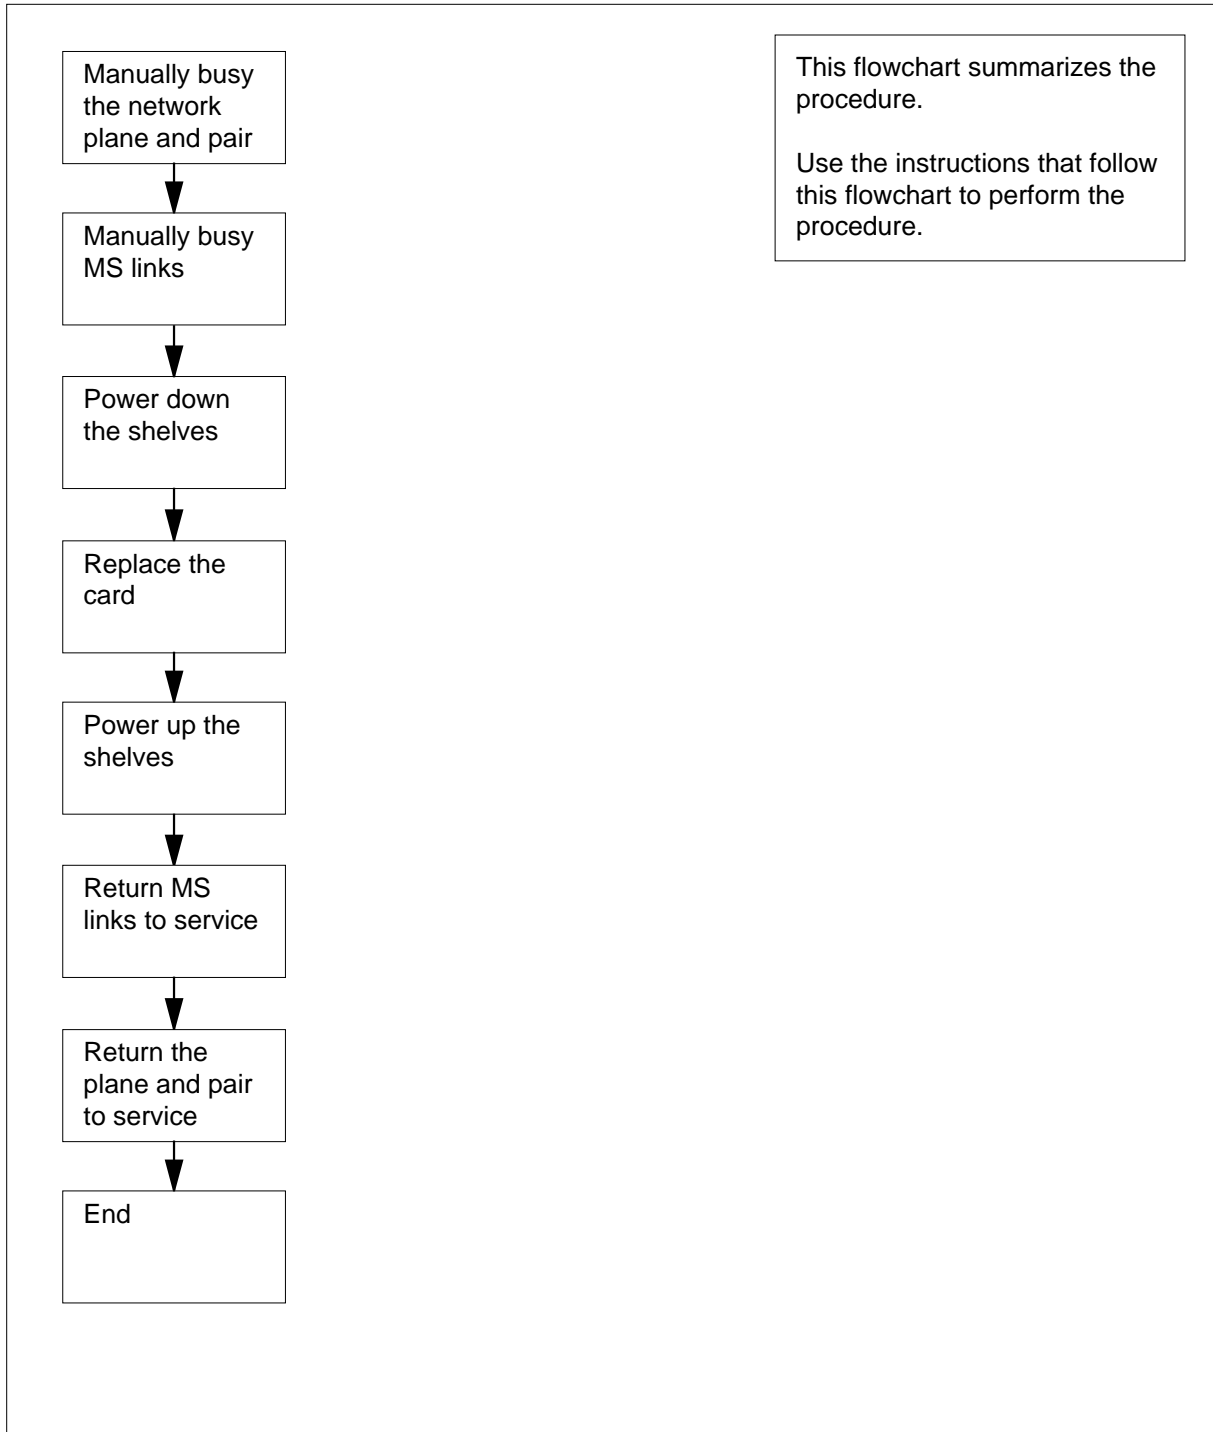 Manually busy
the network
plane and pair
Manually busy
MS links
Power down
the shelves
Replace the
card
Power up the
shelves
Return MS
links to service
Return the
plane and pair
to service
End
This flowchart summarizes the
procedure.
Use the instructions that follow
this flowchart to perform the
procedure.